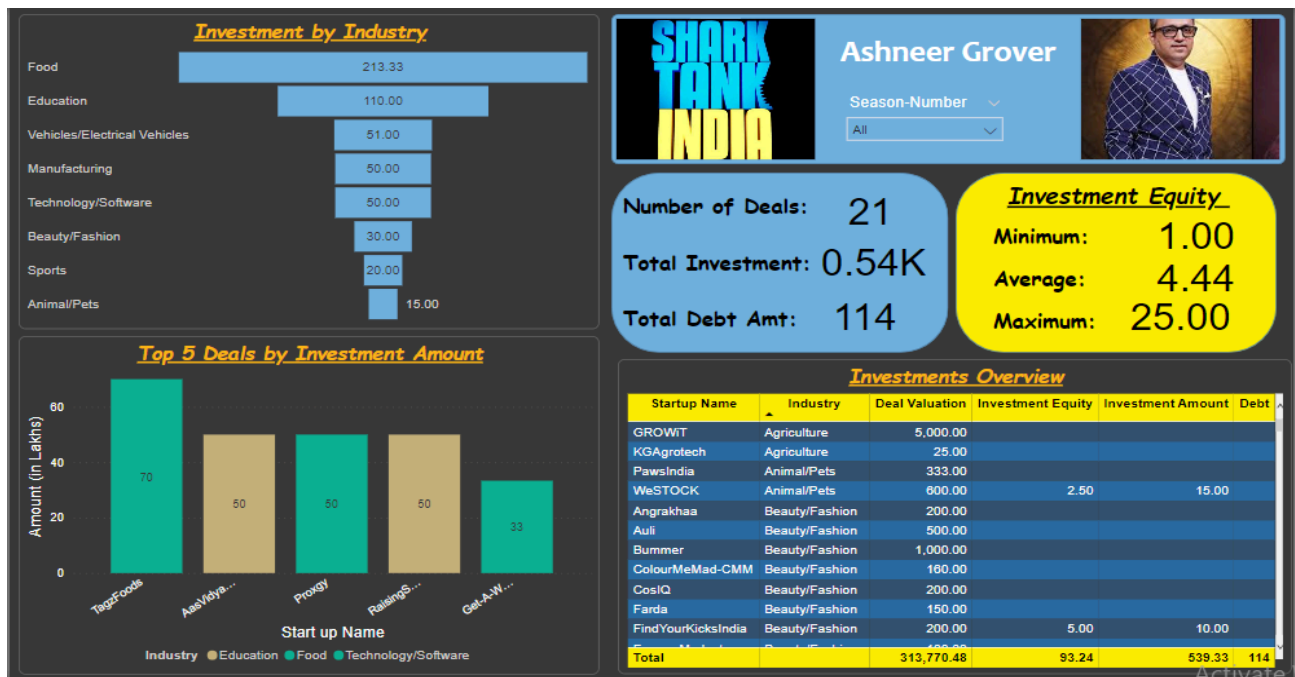 Investment by Industry
Food 213.33
Education 110.00
Vehicles/Electrical Vehicles 51.00
Manufacturing 50.00
Technology/Software 50.00
Beauty/Fashion 30.00
Sports 20.00
Animal/Pets 15.00
SHARK
TANK
INDIA
Ashneer Grover
Season-Number
All
Number of Deals: 21
Total Investment: 0.54K
Total Debt Amt: 114
Investment Equity
Minimum: 1.00
Average: 4.44
Maximum: 25.00
Top 5 Deals by Investment Amount
Amount (in Lakhs)
60
40
20
0
70
50
50
50
33
TagzFoods
AasVidya...
Proxgy
RaisingS...
Get-A-W...
Start up Name
Industry Education Food Technology/Software
Investments Overview
Startup Name Industry Deal Valuation Investment Equity Investment Amount Debt
GROWiT Agriculture 5,000.00
KGAgrotech Agriculture 25.00
PawsIndia Animal/Pets 333.00
WeSTOCK Animal/Pets 600.00 2.50 15.00
Angrakhaa Beauty/Fashion 200.00
Auli Beauty/Fashion 500.00
Bummer Beauty/Fashion 1,000.00
ColourMeMad-CMM Beauty/Fashion 160.00
CosIQ Beauty/Fashion 200.00
Farda Beauty/Fashion 150.00
FindYourKicksIndia Beauty/Fashion 200.00 5.00 10.00
Total 313,770.48 93.24 539.33 114
Activate